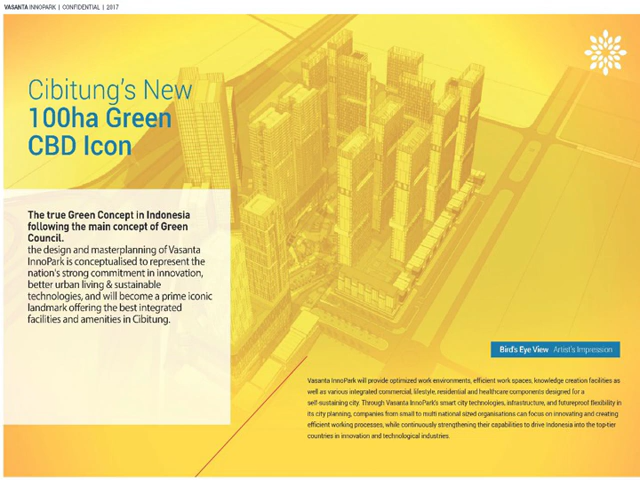 VASANTA INNOPARK | CONFIDENTIAL | 2017
Cibitung's New
100ha Green
CBD Icon
The true Green Concept in Indonesia
following the main concept of Green
Council.
the design and masterplanning of Vasanta
InnoPark is conceptualised to represent the
nation's strong commitment in innovation,
better urban living & sustainable
technologies, and will become a prime iconic
landmark offering the best integrated
facilities and amenities in Cibitung.
Bird's Eye View Artist's Impression
Vasanta InnoPark will provide optimized work environments, efficient work spaces, knowledge creation facilities as
well as various integrated commercial, lifestyle, residential and healthcare components designed for a
self-sustaining city. Through Vasanta InnoPark's smart city technologies, infrastructure, and futureproof flexibility in
its city planning, companies from small to multi national sized organisations can focus on innovating and creating
efficient working processes, while continuously strengthening their capabilities to drive Indonesia into the top-tier
countries in innovation and technological industries.